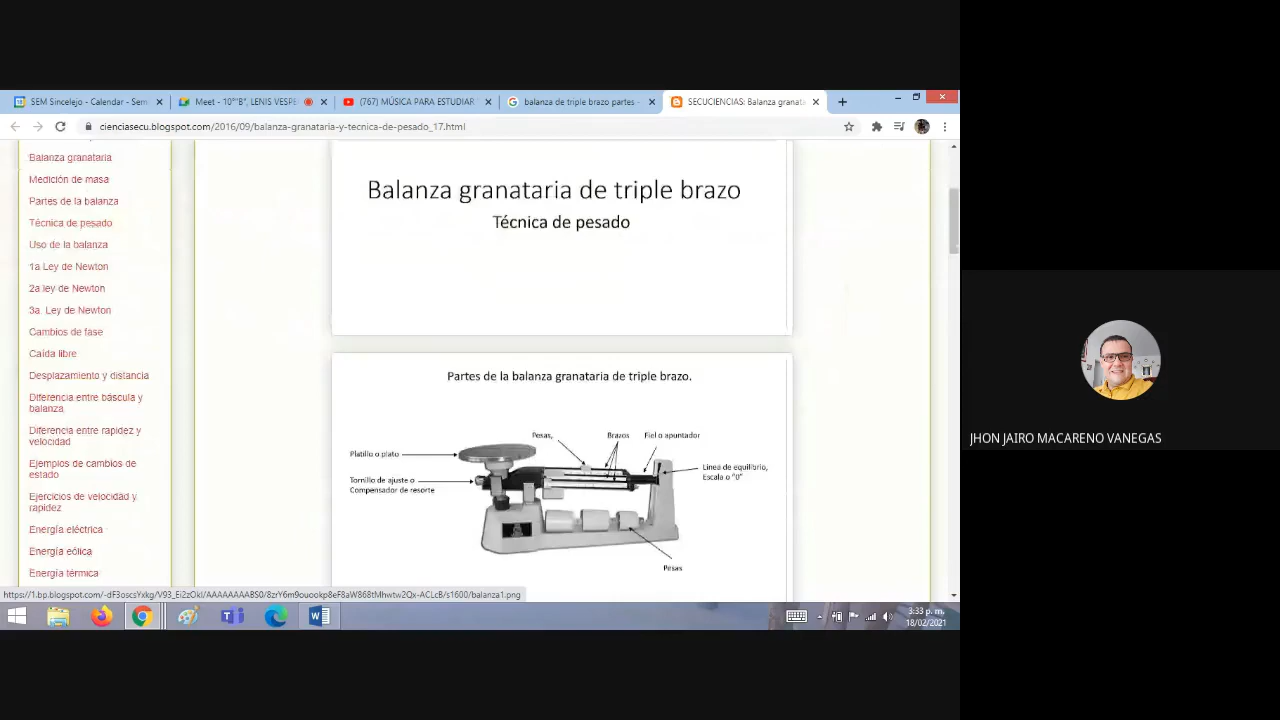 SEM Sincelejo - Calendar - Sem
Meet - 10°"B", LENIS VESPE
(767) MÚSICA PARA ESTUDIAR
balanza de triple brazo partes -
SECUCIENCIAS: Balanza granat
cienciasecu.blogspot.com/2016/09/balanza-granataria-y-tecnica-de-pesado_17.html
Balanza granataria
Medición de masa
Partes de la balanza
Técnica de pesado
Uso de la balanza
1a Ley de Newton
2a ley de Newton
3a. Ley de Newton
Cambios de fase
Caída libre
Desplazamiento y distancia
Diferencia entre báscula y
balanza
Diferencia entre rapidez y
velocidad
Ejemplos de cambios de
estado
Ejercicios de velocidad y
rapidez
Energía eléctrica
Energía eólica
Energía térmica
Balanza granataria de triple brazo
Técnica de pesado
Partes de la balanza granataria de triple brazo.
Pesas,
Brazos
Fiel o apuntador
Platillo o plato
Linea de equilibrio,
Escala o "0"
Tornillo de ajuste o
Compensador de resorte
Pesas
JHON JAIRO MACARENO VANEGAS
3:33 p. m.
18/02/2021